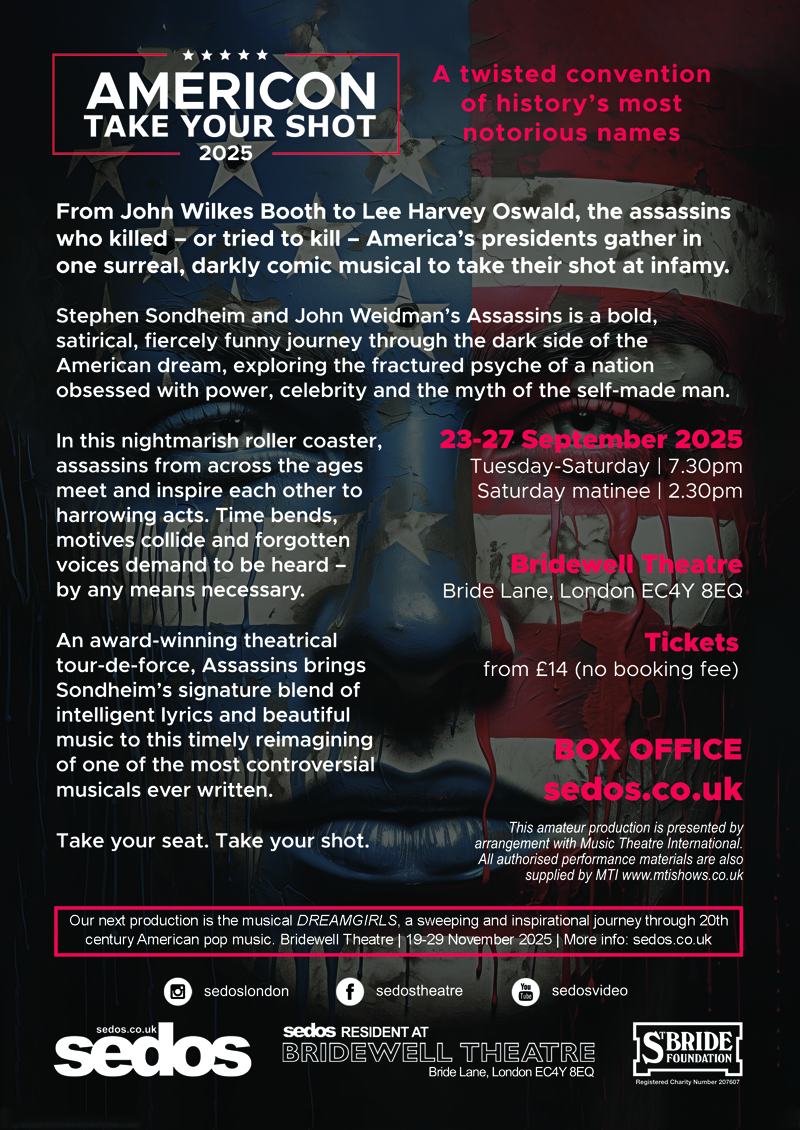 AMERICON
TAKE YOUR SHOT
2025
A twisted convention
of history's most
notorious names
From John Wilkes Booth to Lee Harvey Oswald, the assassins
who killed – or tried to kill – America's presidents gather in
one surreal, darkly comic musical to take their shot at infamy.
Stephen Sondheim and John Weidman's Assassins is a bold,
satirical, fiercely funny journey through the dark side of the
American dream, exploring the fractured psyche of a nation
obsessed with power, celebrity and the myth of the self-made man.
In this nightmarish roller coaster,
assassins from across the ages
meet and inspire each other to
harrowing acts. Time bends,
motives collide and forgotten
voices demand to be heard –
by any means necessary.
An award-winning theatrical
tour-de-force, Assassins brings
Sondheim's signature blend of
intelligent lyrics and beautiful
music to this timely reimagining
of one of the most controversial
musicals ever written.
Take your seat. Take your shot.
23-27 September 2025
Tuesday-Saturday | 7.30pm
Saturday matinee | 2.30pm
Bridewell Theatre
Bride Lane, London EC4Y 8EQ
Tickets
from £14 (no booking fee)
BOX OFFICE
sedos.co.uk
This amateur production is presented by
arrangement with Music Theatre International.
All authorised performance materials are also
supplied by MTI www.mtishows.co.uk
Our next production is the musical DREAMGIRLS, a sweeping and inspirational journey through 20th
century American pop music. Bridewell Theatre | 19-29 November 2025 | More info: sedos.co.uk
sedoslondon
sedostheatre
You
Tube
sedosvideo
sedos.co.uk
sedos
sedos RESIDENT AT
BRIDEWELL THEATRE
Bride Lane, London EC4Y 8EQ
ST BRIDE
FOUNDATION
Registered Charity Number 207607